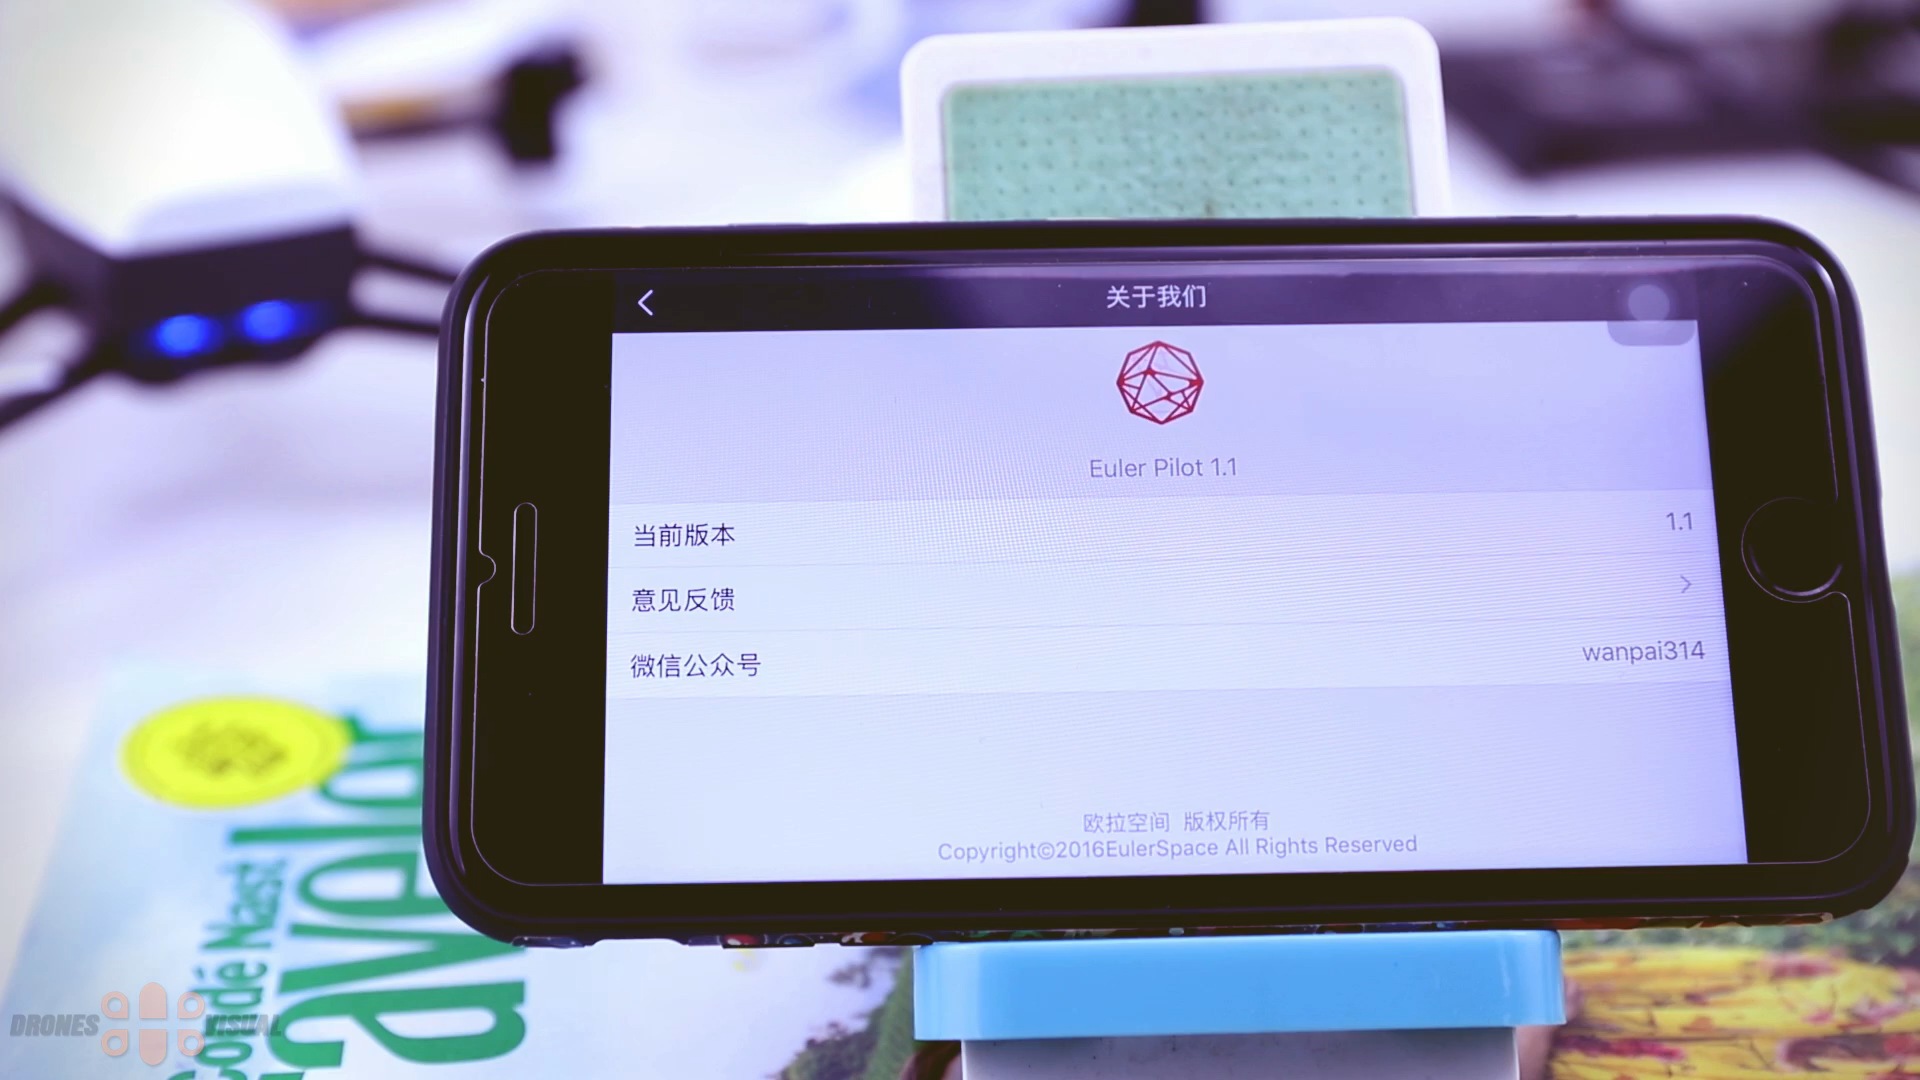 关于我们
Euler Pilot 1.1
当前版本 1.1
意见反馈
微信公众号 wanpai314
欧拉空间 版权所有
Copyright©2016EulerSpace All Rights Reserved
Condé Nast
DRONES VISUAL